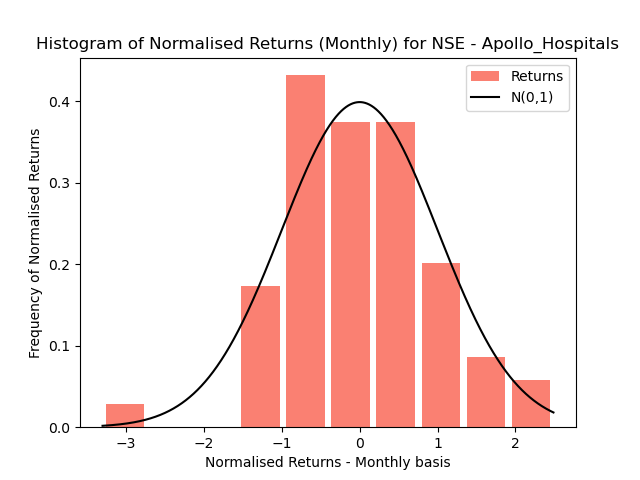 Histogram of Normalised Returns (Monthly) for NSE - Apollo_Hospitals
Returns
N(0,1)
Frequency of Normalised Returns
0.4
0.3
0.2
0.1
0.0
−3
−2
−1
0
1
2
Normalised Returns - Monthly basis